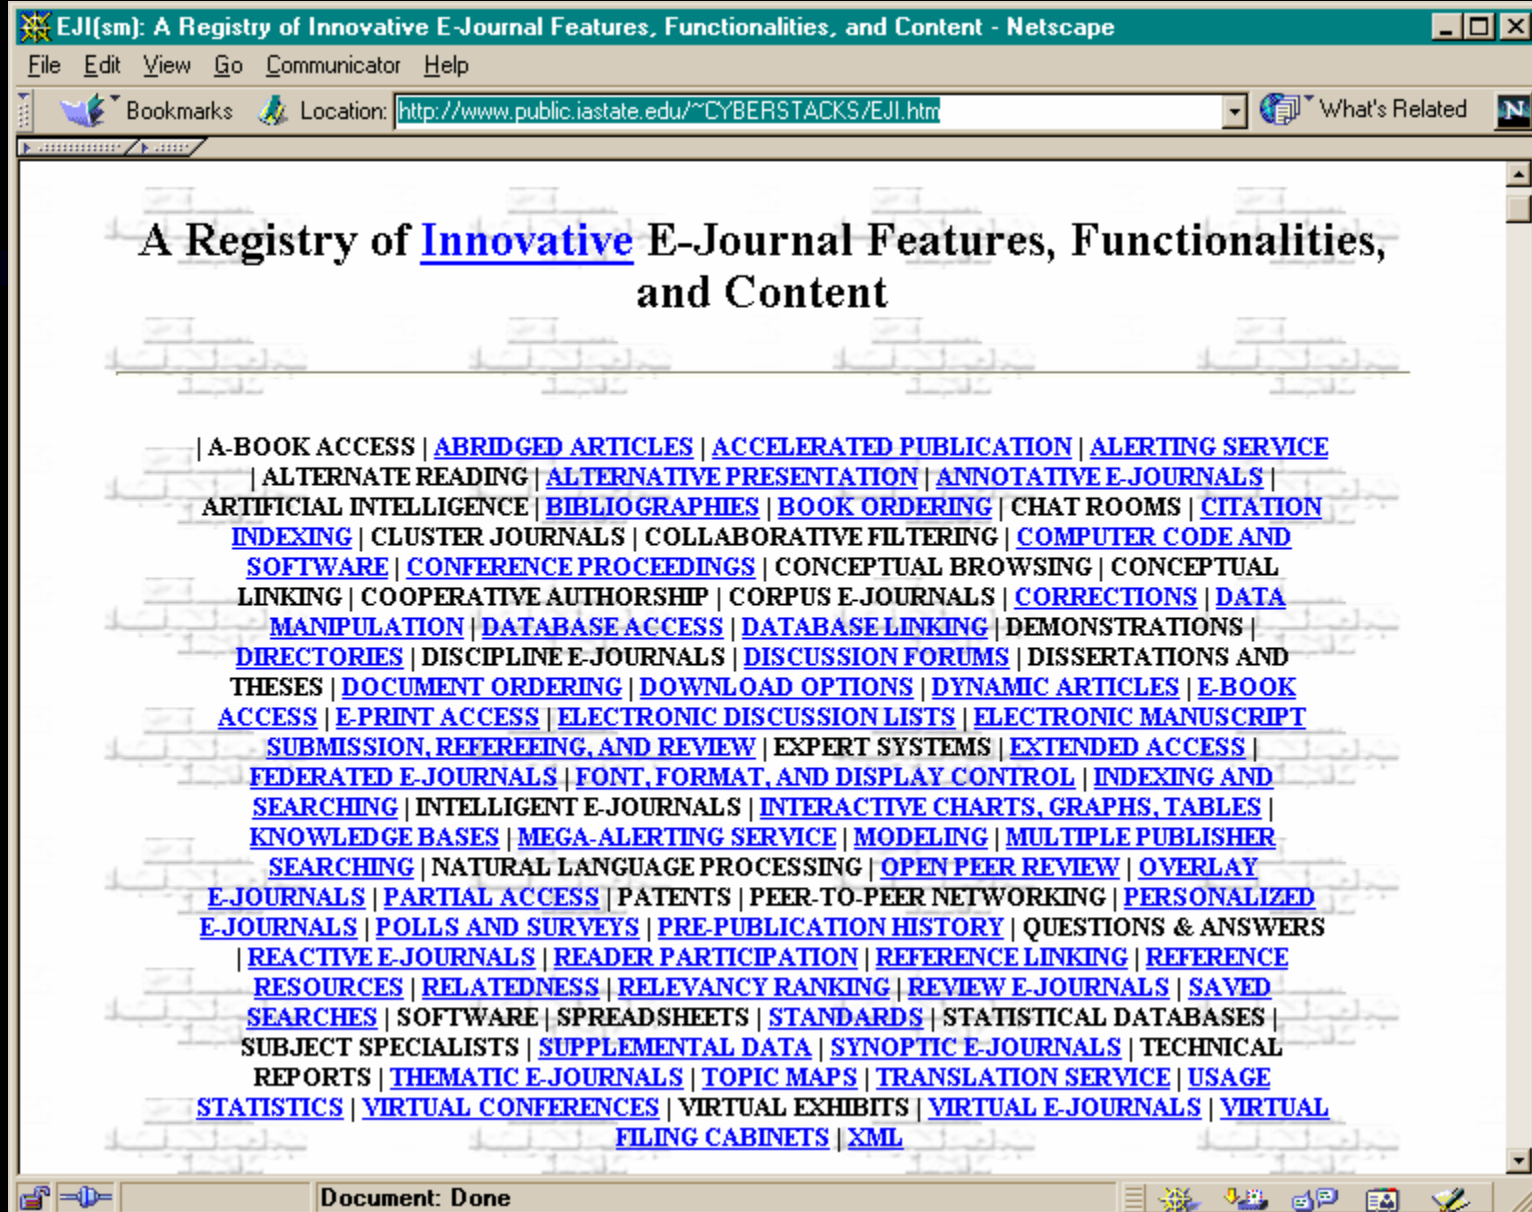 EJI(sm): A Registry of Innovative E-Journal Features, Functionalities, and Content - Netscape
File Edit View Go Communicator Help
Bookmarks Location: http://www.public.iastate.edu/~CYBERSTACKS/EJI.htm What's Related N
A Registry of Innovative E-Journal Features, Functionalities,
and Content
| A-BOOK ACCESS | ABRIDGED ARTICLES | ACCELERATED PUBLICATION | ALERTING SERVICE
| ALTERNATE READING | ALTERNATIVE PRESENTATION | ANNOTATIVE E-JOURNALS |
ARTIFICIAL INTELLIGENCE | BIBLIOGRAPHIES | BOOK ORDERING | CHAT ROOMS | CITATION
INDEXING | CLUSTER JOURNALS | COLLABORATIVE FILTERING | COMPUTER CODE AND
SOFTWARE | CONFERENCE PROCEEDINGS | CONCEPTUAL BROWSING | CONCEPTUAL
LINKING | COOPERATIVE AUTHORSHIP | CORPUS E-JOURNALS | CORRECTIONS | DATA
MANIPULATION | DATABASE ACCESS | DATABASE LINKING | DEMONSTRATIONS |
DIRECTORIES | DISCIPLINE E-JOURNALS | DISCUSSION FORUMS | DISSERTATIONS AND
THESES | DOCUMENT ORDERING | DOWNLOAD OPTIONS | DYNAMIC ARTICLES | E-BOOK
ACCESS | E-PRINT ACCESS | ELECTRONIC DISCUSSION LISTS | ELECTRONIC MANUSCRIPT
SUBMISSION, REFEREEING, AND REVIEW | EXPERT SYSTEMS | EXTENDED ACCESS |
FEDERATED E-JOURNALS | FONT, FORMAT, AND DISPLAY CONTROL | INDEXING AND
SEARCHING | INTELLIGENT E-JOURNALS | INTERACTIVE CHARTS, GRAPHS, TABLES |
KNOWLEDGE BASES | MEGA-ALERTING SERVICE | MODELING | MULTIPLE PUBLISHER
SEARCHING | NATURAL LANGUAGE PROCESSING | OPEN PEER REVIEW | OVERLAY
E-JOURNALS | PARTIAL ACCESS | PATENTS | PEER-TO-PEER NETWORKING | PERSONALIZED
E-JOURNALS | POLLS AND SURVEYS | PRE-PUBLICATION HISTORY | QUESTIONS & ANSWERS
| REACTIVE E-JOURNALS | READER PARTICIPATION | REFERENCE LINKING | REFERENCE
RESOURCES | RELATEDNESS | RELEVANCY RANKING | REVIEW E-JOURNALS | SAVED
SEARCHES | SOFTWARE | SPREADSHEETS | STANDARDS | STATISTICAL DATABASES |
SUBJECT SPECIALISTS | SUPPLEMENTAL DATA | SYNOPTIC E-JOURNALS | TECHNICAL
REPORTS | THEMATIC E-JOURNALS | TOPIC MAPS | TRANSLATION SERVICE | USAGE
STATISTICS | VIRTUAL CONFERENCES | VIRTUAL EXHIBITS | VIRTUAL E-JOURNALS | VIRTUAL
FILING CABINETS | XML
Document: Done